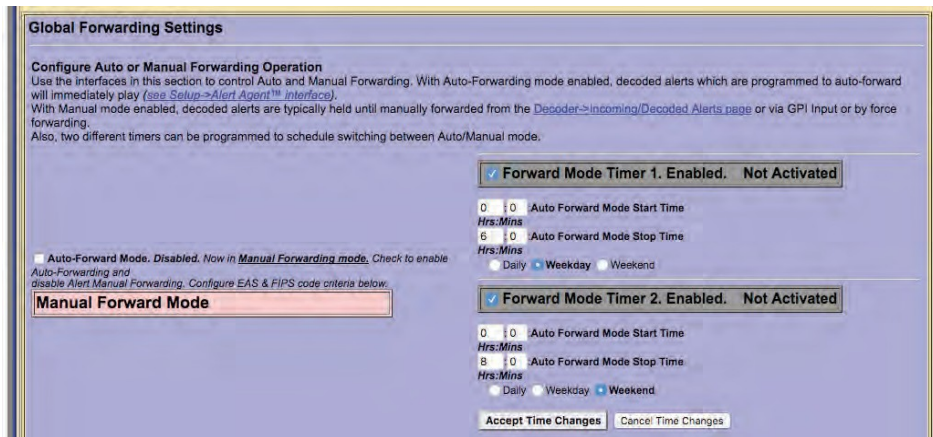 Global Forwarding Settings
Configure Auto or Manual Forwarding Operation
Use the interfaces in this section to control Auto and Manual Forwarding. With Auto-Forwarding mode enabled, decoded alerts which are programmed to auto-forward
will immediately play (see Setup->Alert Agent™ interface).
With Manual mode enabled, decoded alerts are typically held until manually forwarded from the Decoder->Incoming/Decoded Alerts page or via GPI Input or by force
forwarding.
Also, two different timers can be programmed to schedule switching between Auto/Manual mode.
Auto-Forward Mode. Disabled. Now in Manual Forwarding mode. Check to enable
Auto-Forwarding and
disable Alert Manual Forwarding. Configure EAS & FIPS code criteria below.
Manual Forward Mode
Forward Mode Timer 1. Enabled. Not Activated
0 : 0 :Auto Forward Mode Start Time
Hrs:Mins
6 : 0 :Auto Forward Mode Stop Time
Hrs:Mins
Daily Weekday Weekend
Forward Mode Timer 2. Enabled. Not Activated
0 : 0 :Auto Forward Mode Start Time
Hrs:Mins
8 : 0 :Auto Forward Mode Stop Time
Hrs:Mins
Daily Weekday Weekend
Accept Time Changes Cancel Time Changes